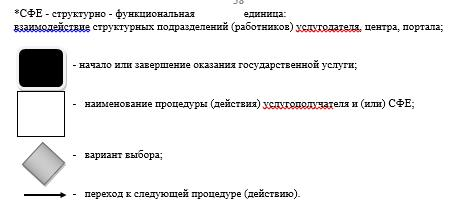 *СФЕ - структурно - функциональная единица:
взаимодействие структурных подразделений (работников) услугодателя, центра, портала;
- начало или завершение оказания государственной услуги;
- наименование процедуры (действия) услугополучателя и (или) СФЕ;
- вариант выбора;
- переход к следующей процедуре (действию).